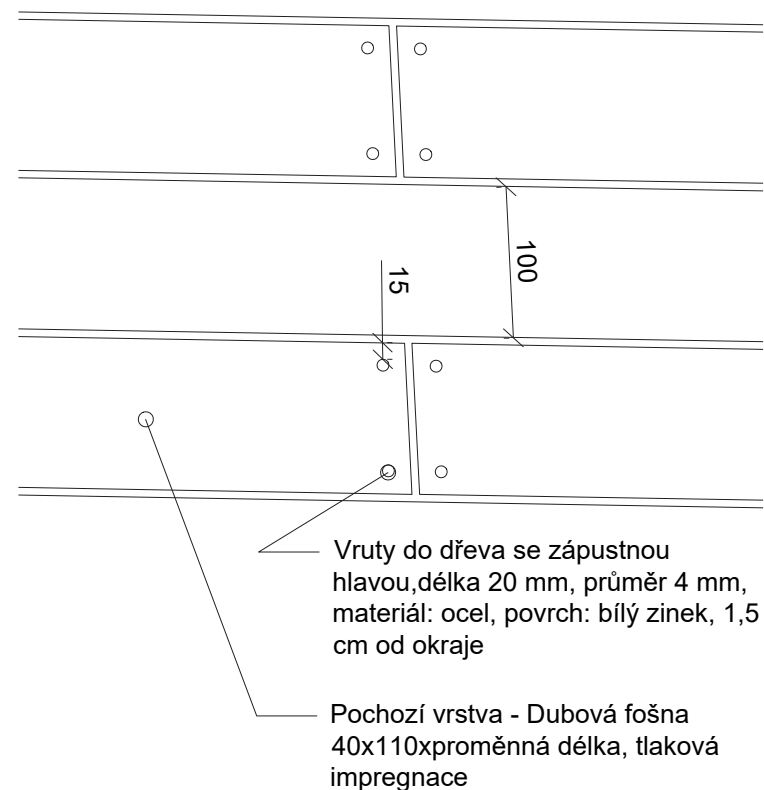 100
15
Vruty do dřeva se zápustnou
hlavou,délka 20 mm, průměr 4 mm,
materiál: ocel, povrch: bílý zinek, 1,5
cm od okraje
Pochozí vrstva - Dubová fošna
40x110xproměnná délka, tlaková
impregnace